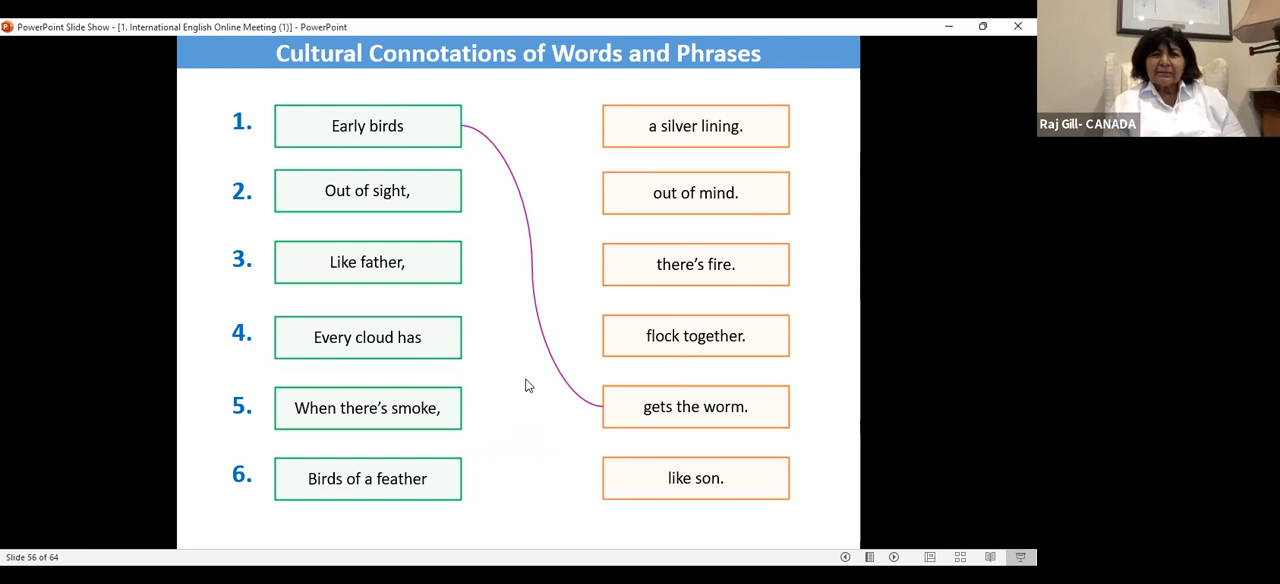 PowerPoint Slide Show - [1. International English Online Meeting (1)] - PowerPoint
Cultural Connotations of Words and Phrases
1. Early birds a silver lining.
2. Out of sight, out of mind.
3. Like father, there's fire.
4. Every cloud has flock together.
5. When there's smoke, gets the worm.
6. Birds of a feather like son.
Slide 56 of 64
Raj Gill- CANADA